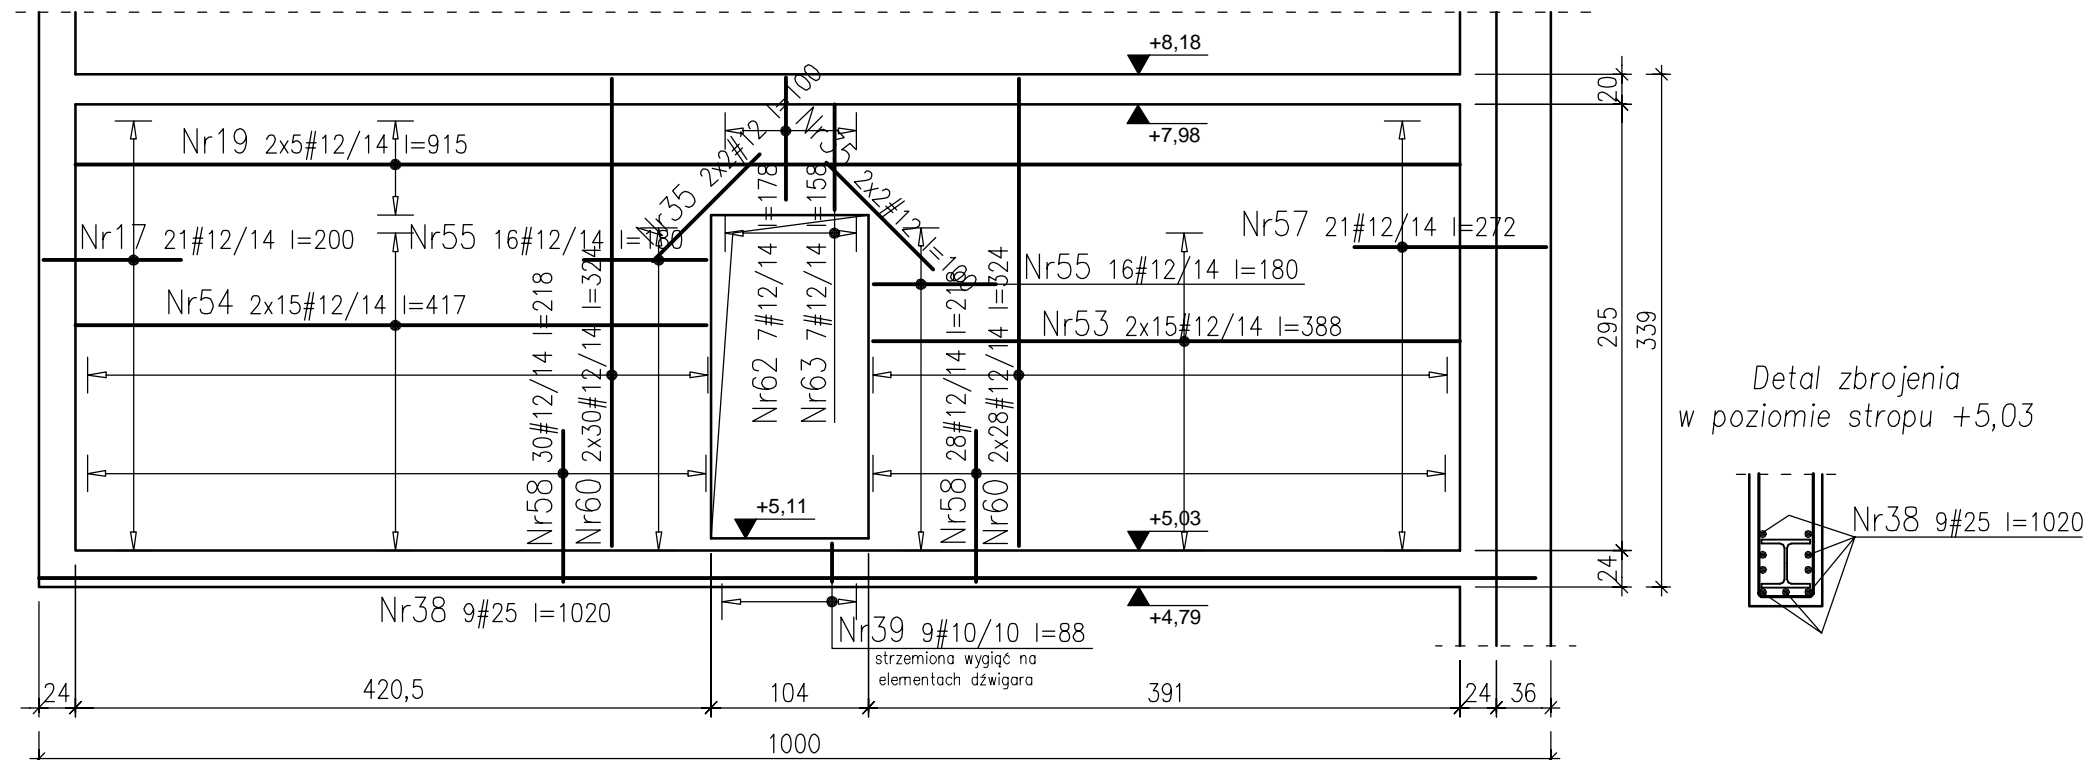 +8,18
20
+7,98
Nr19 2x5#12/14 l=915
Nr35 2x2#12 l=100
Nr35 2x2#12 l=100
Nr17 21#12/14 l=200
Nr55 16#12/14 l=180
Nr57 21#12/14 l=272
Nr55 16#12/14 l=180
Nr54 2x15#12/14 l=417
Nr53 2x15#12/14 l=388
Nr58 30#12/14 l=218
Nr60 2x30#12/14 l=324
Nr62 7#12/14 l=178
Nr63 7#12/14 l=158
Nr58 28#12/14 l=218
Nr60 2x28#12/14 l=324
295
339
+5,11
+5,03
24
+4,79
Nr38 9#25 l=1020
Nr39 9#10/10 l=88
strzemiona wygiąć na
elementach dźwigara
24
420,5
104
391
24
36
1000
Detal zbrojenia
w poziomie stropu +5,03
Nr38 9#25 l=1020